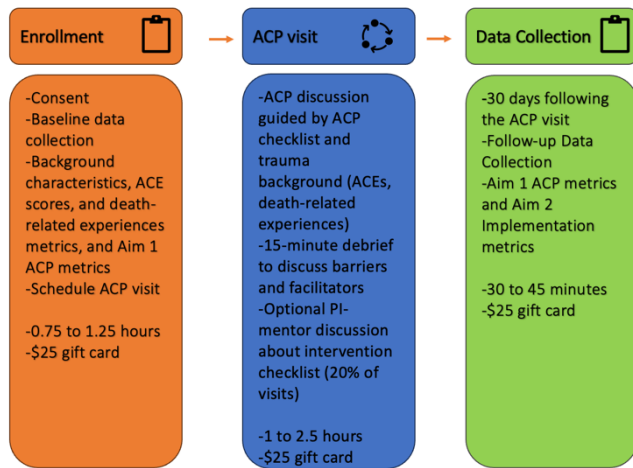 Enrollment
ACP visit
Data Collection
-Consent
-Baseline data
collection
-Background
characteristics, ACE
scores, and death-
related experiences
metrics, and Aim 1
ACP metrics
-Schedule ACP visit
-0.75 to 1.25 hours
-$25 gift card
-ACP discussion
guided by ACP
checklist and
trauma
background (ACEs,
death-related
experiences)
-15-minute debrief
to discuss barriers
and facilitators
-Optional PI-
mentor discussion
about intervention
checklist (20% of
visits)
-1 to 2.5 hours
-$25 gift card
-30 days following
the ACP visit
-Follow-up Data
Collection
-Aim 1 ACP metrics
and Aim 2
Implementation
metrics
-30 to 45 minutes
-$25 gift card